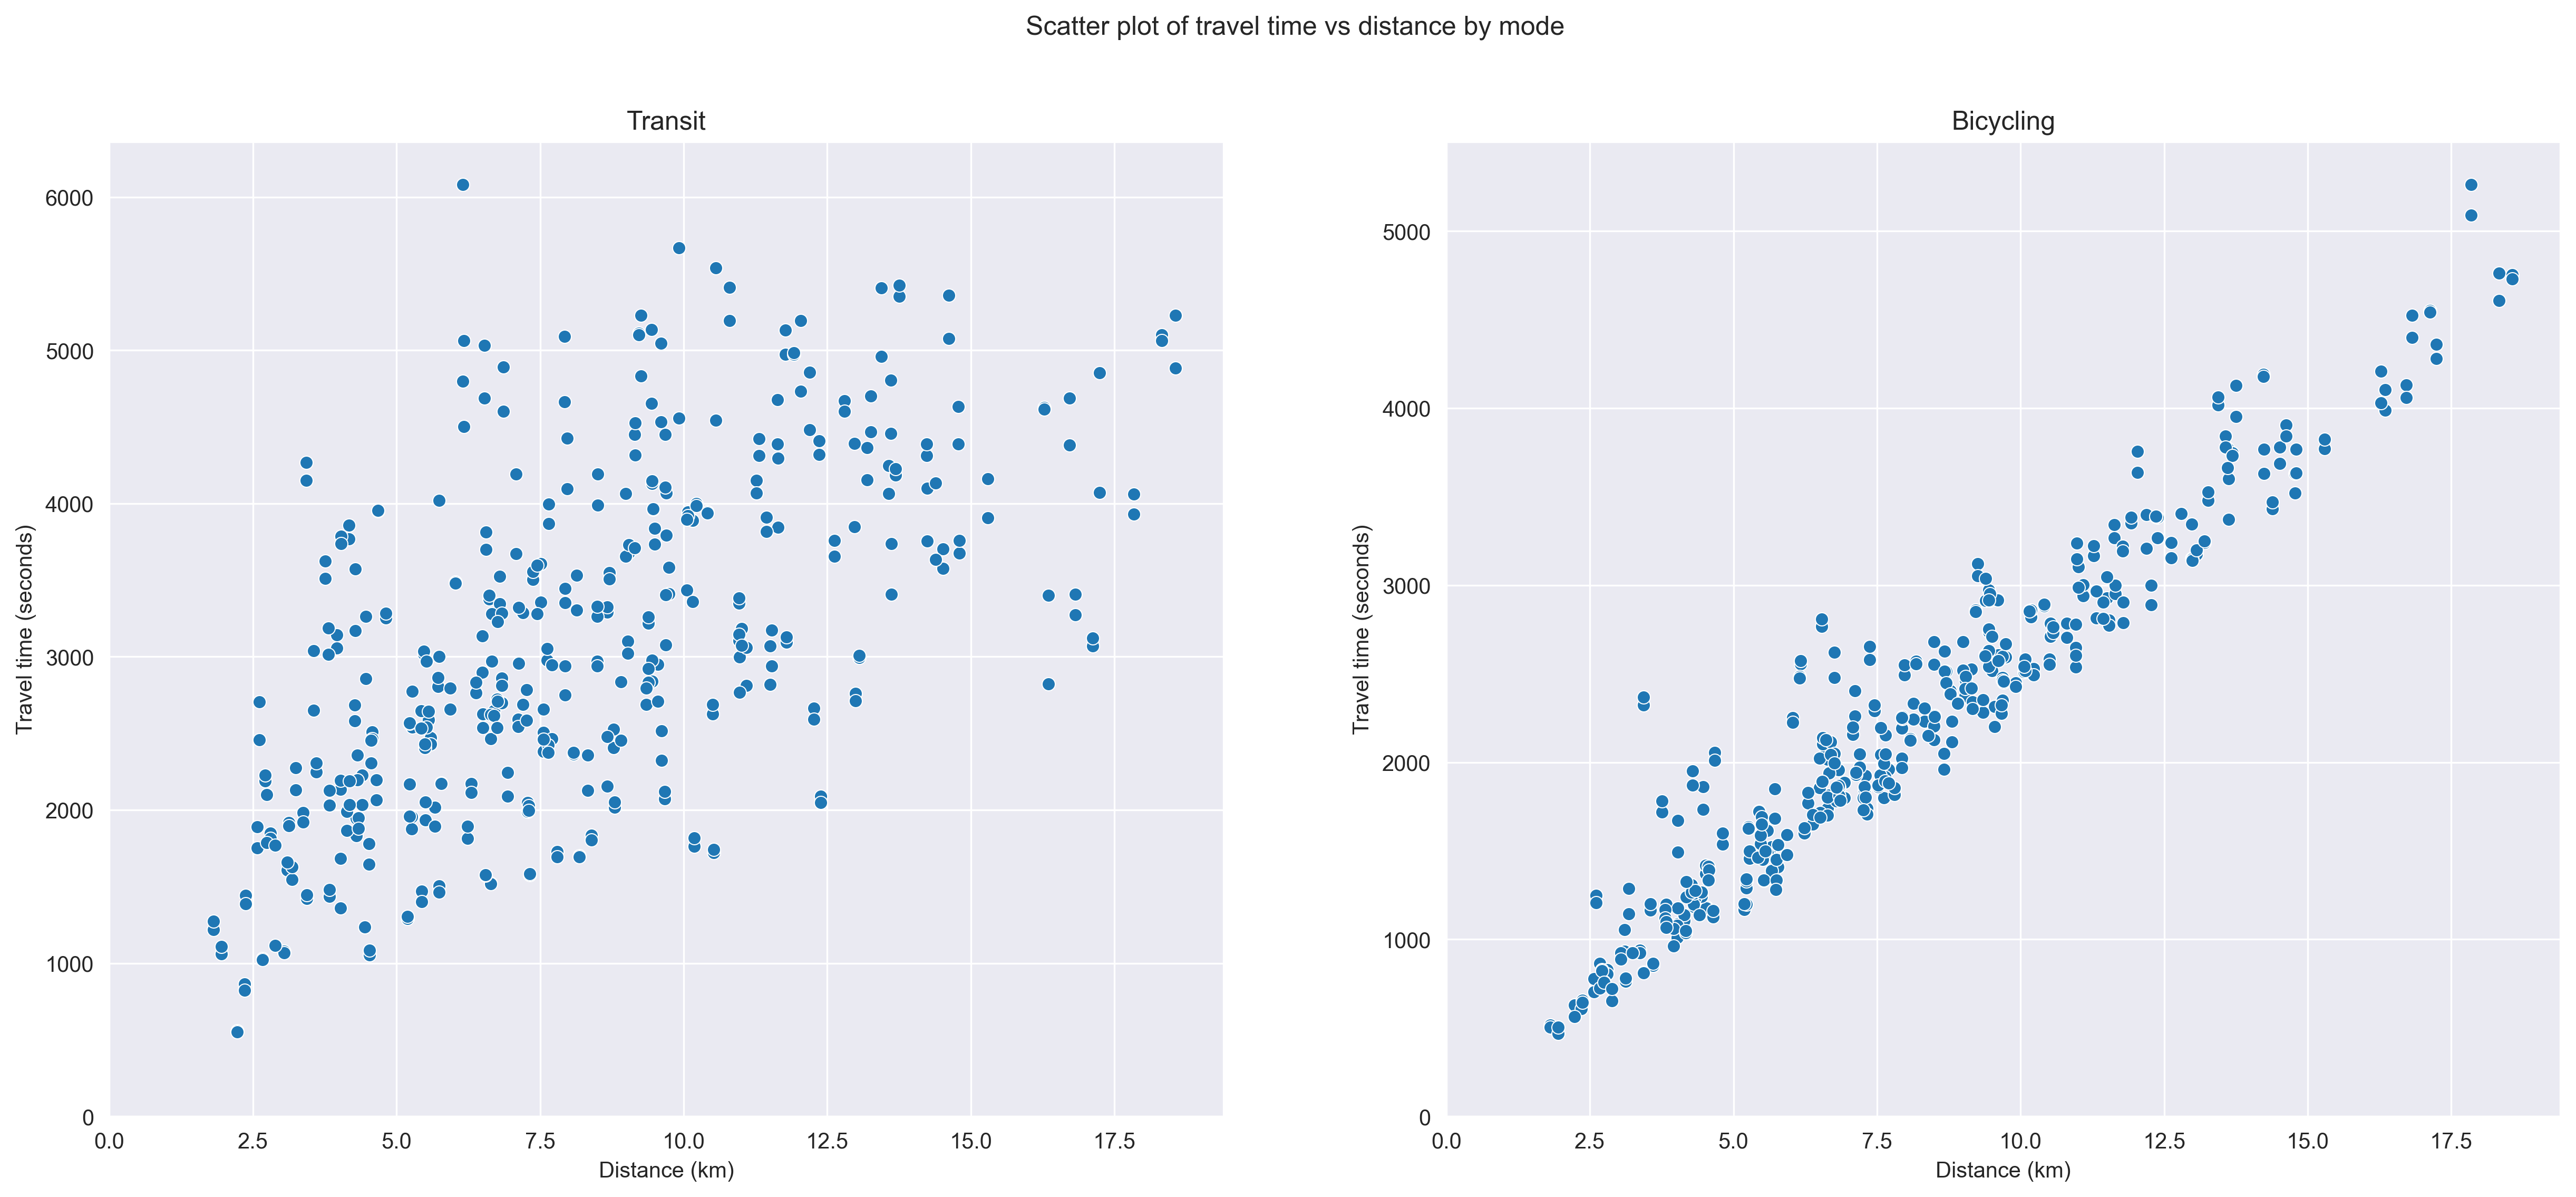 Scatter plot of travel time vs distance by mode
Transit
6000
5000
4000
3000
2000
1000
0
Travel time (seconds)
0.0 2.5 5.0 7.5 10.0 12.5 15.0 17.5
Distance (km)
Bicycling
5000
4000
3000
2000
1000
0
Travel time (seconds)
0.0 2.5 5.0 7.5 10.0 12.5 15.0 17.5
Distance (km)